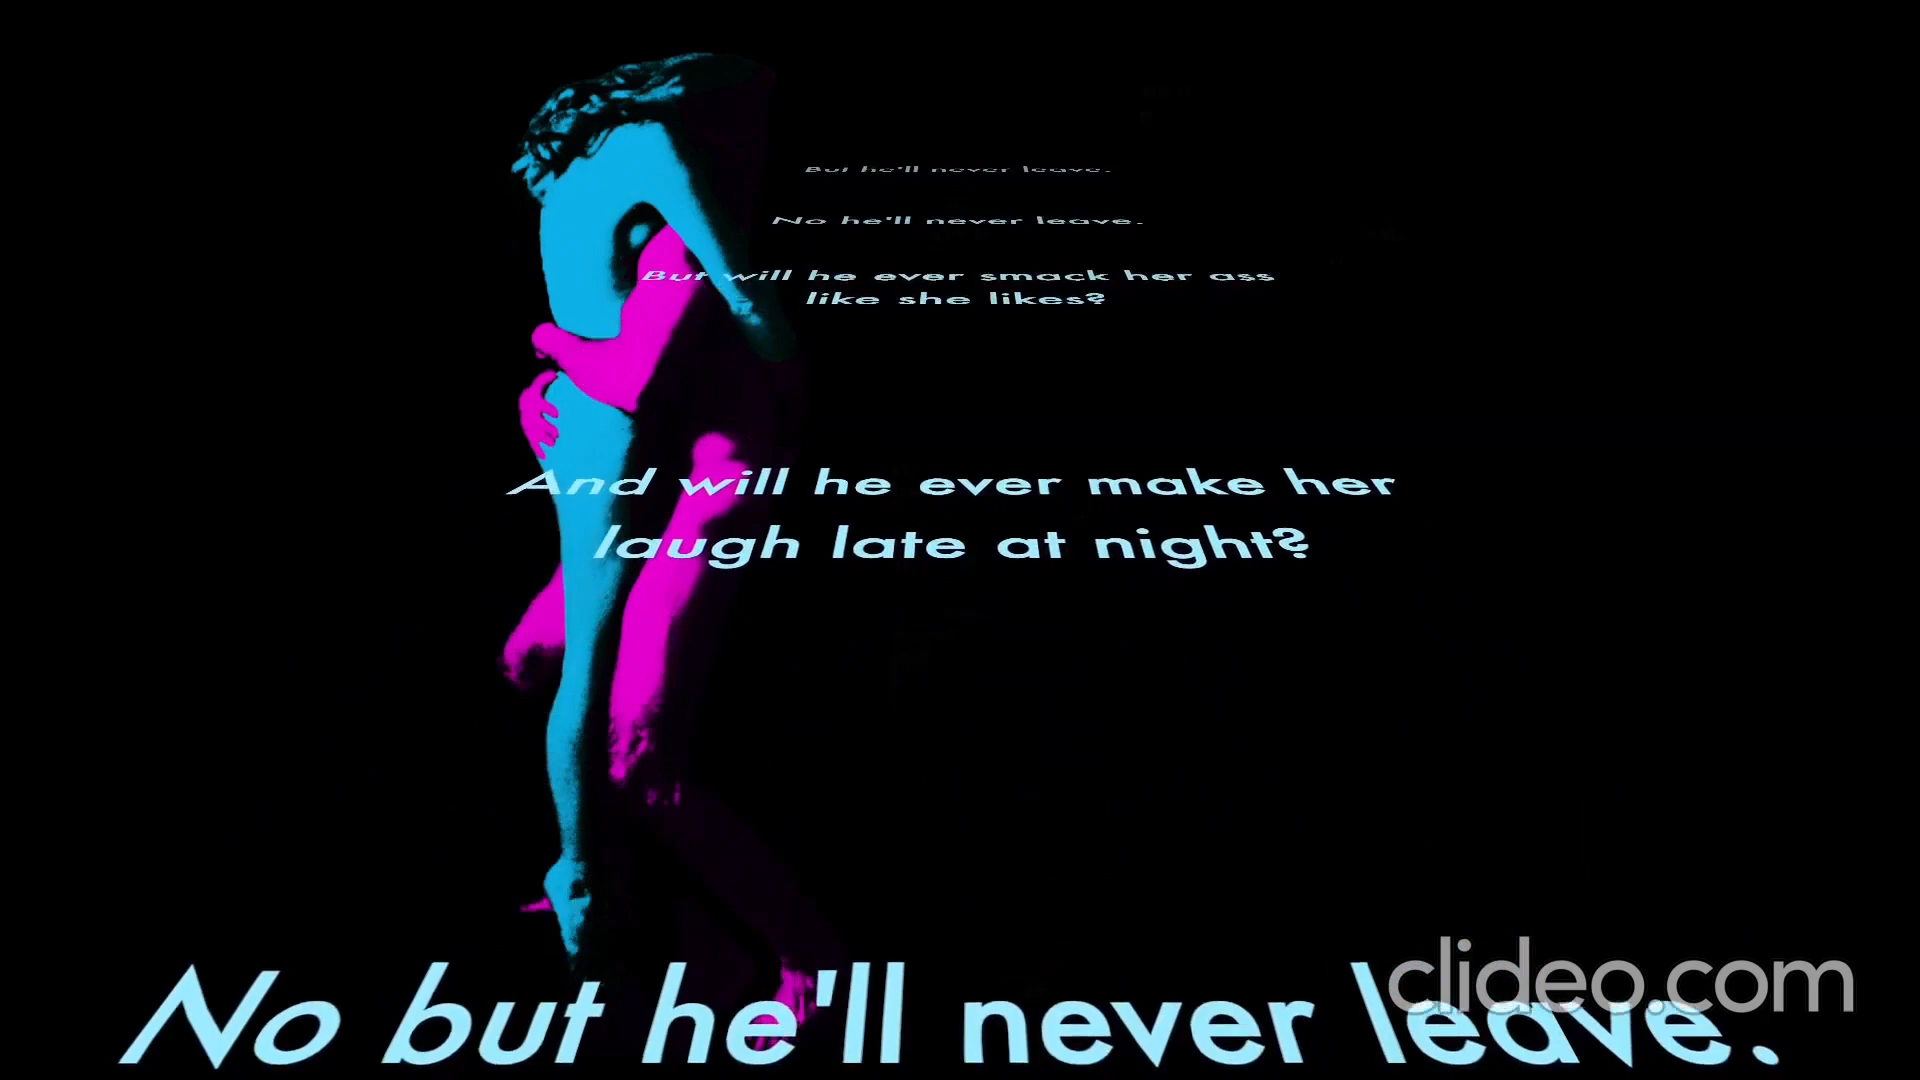 But he'll never leave.
No he'll never leave.
But will he ever smack her ass
like she likes?
And will he ever make her
laugh late at night?
No but he'll never leave.
clideo.com